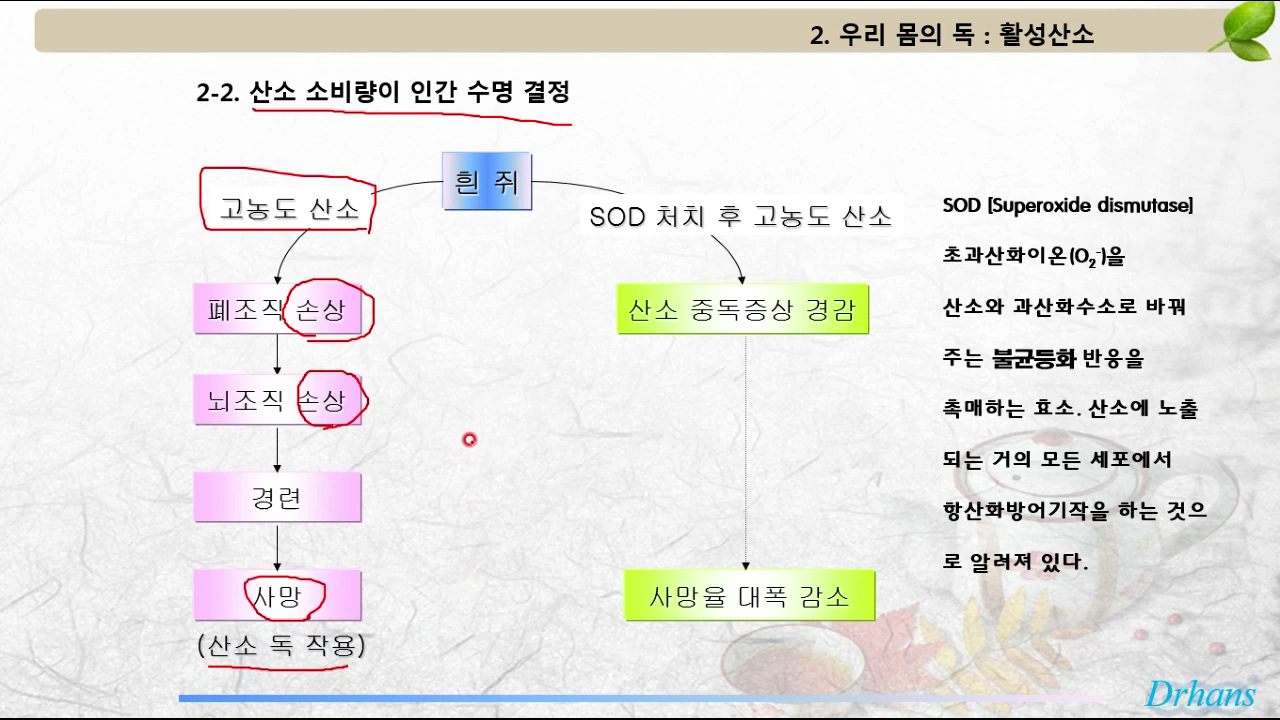 2. 우리 몸의 독 : 활성산소
2-2. 산소 소비량이 인간 수명 결정
흰 쥐
고농도 산소
SOD 처치 후 고농도 산소
폐조직 손상
산소 중독증상 경감
뇌조직 손상
경련
사망
사망율 대폭 감소
(산소 독 작용)
SOD [Superoxide dismutase]
초과산화이온(O₂⁻)을
산소와 과산화수소로 바꿔
주는 불균등화 반응을
촉매하는 효소. 산소에 노출
되는 거의 모든 세포에서
항산화방어기작을 하는 것으
로 알려져 있다.
Drhans